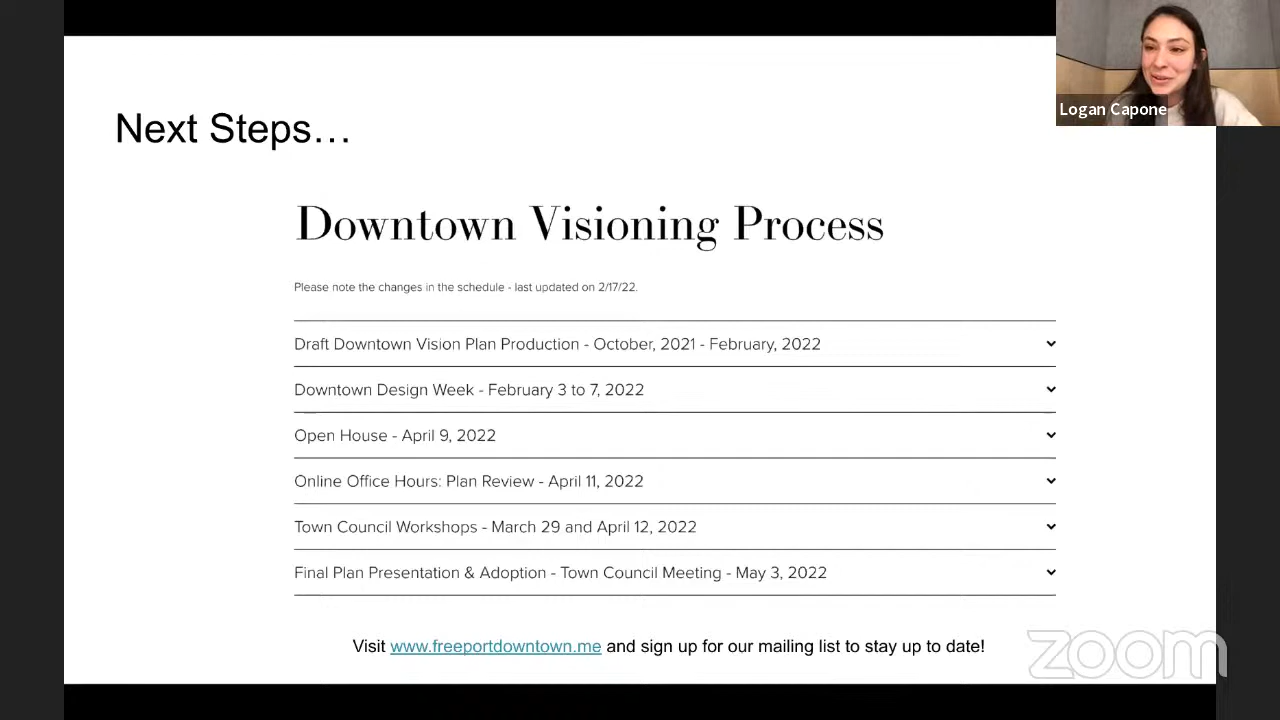 Logan Capone
Next Steps…
Downtown Visioning Process
Please note the changes in the schedule - last updated on 2/17/22.
Draft Downtown Vision Plan Production - October, 2021 - February, 2022
Downtown Design Week - February 3 to 7, 2022
Open House - April 9, 2022
Online Office Hours: Plan Review - April 11, 2022
Town Council Workshops - March 29 and April 12, 2022
Final Plan Presentation & Adoption - Town Council Meeting - May 3, 2022
Visit www.freeportdowntown.me and sign up for our mailing list to stay up to date!
zoom